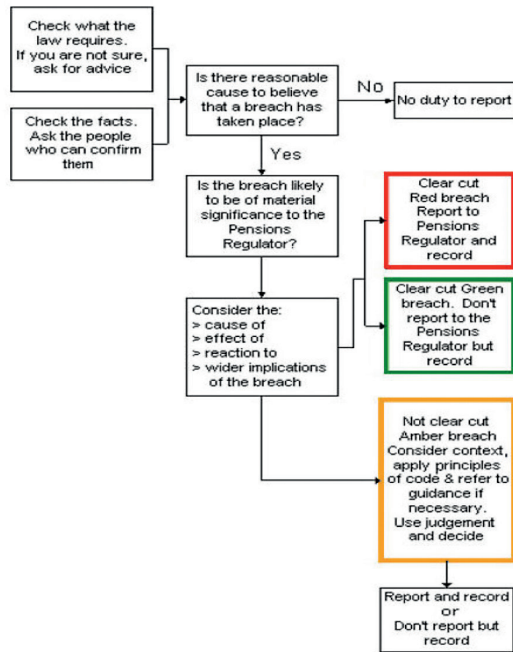 Check what the
law requires.
If you are not sure,
ask for advice
Check the facts.
Ask the people
who can confirm
them
Is there reasonable
cause to believe
that a breach has
taken place?
No
No duty to report
Yes
Is the breach likely
to be of material
significance to the
Pensions
Regulator?
Clear cut
Red breach
Report to
Pensions
Regulator and
record
Clear cut Green
breach. Don't
report to the
Pensions
Regulator but
record
Consider the:
> cause of
> effect of
> reaction to
> wider implications
of the breach
Not clear cut
Amber breach
Consider context,
apply principles
of code & refer to
guidance if
necessary.
Use judgement
and decide
Report and record
or
Don't report but
record